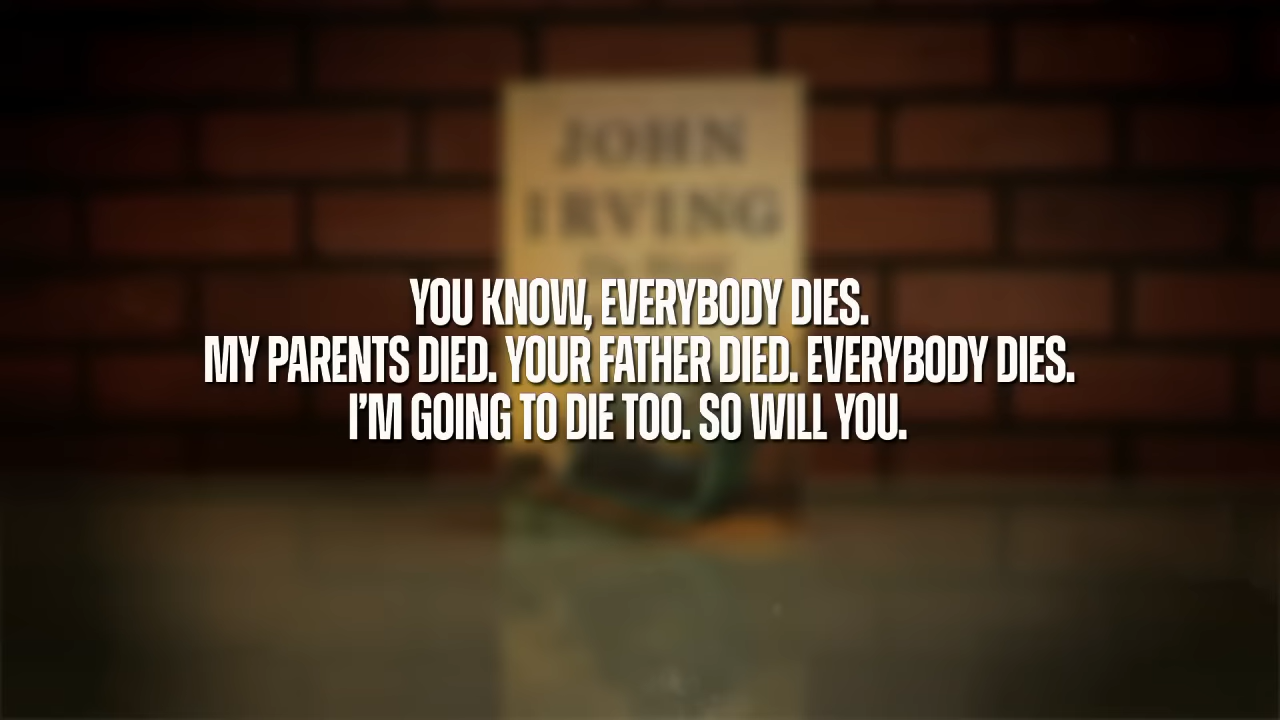 JOHN
IRVING
YOU KNOW, EVERYBODY DIES.
MY PARENTS DIED. YOUR FATHER DIED. EVERYBODY DIES.
I'M GOING TO DIE TOO. SO WILL YOU.